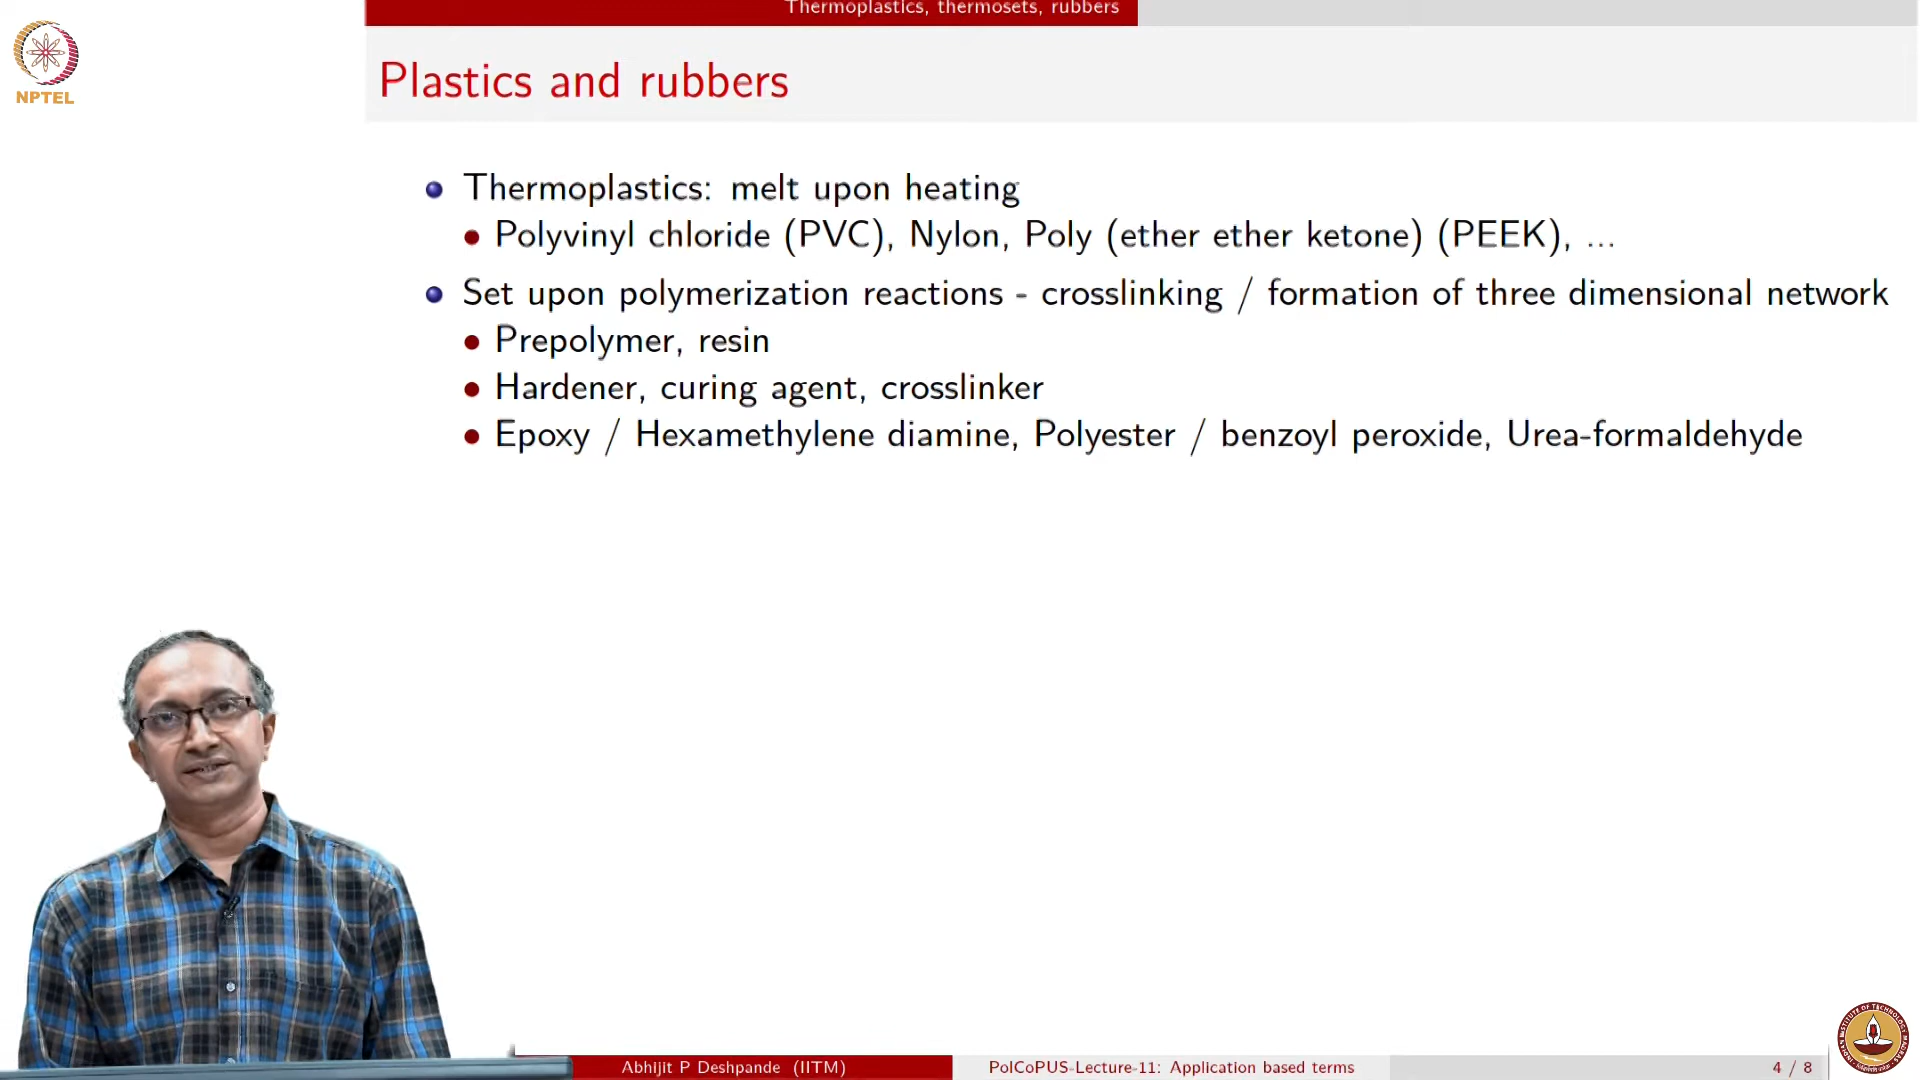 Thermoplastics, thermosets, rubbers
NPTEL
Plastics and rubbers
Thermoplastics: melt upon heating
Polyvinyl chloride (PVC), Nylon, Poly (ether ether ketone) (PEEK), ...
Set upon polymerization reactions - crosslinking / formation of three dimensional network
Prepolymer, resin
Hardener, curing agent, crosslinker
Epoxy / Hexamethylene diamine, Polyester / benzoyl peroxide, Urea-formaldehyde
Abhijit P Deshpande (IITM)
PolCoPUS-Lecture-11: Application based terms
4 / 8